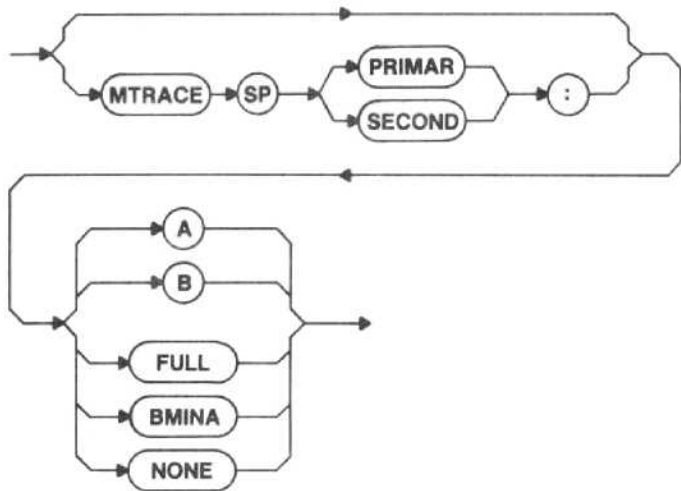 PRIMAR
MTRACE SP :
SECOND
A
B
FULL
BMINA
NONE